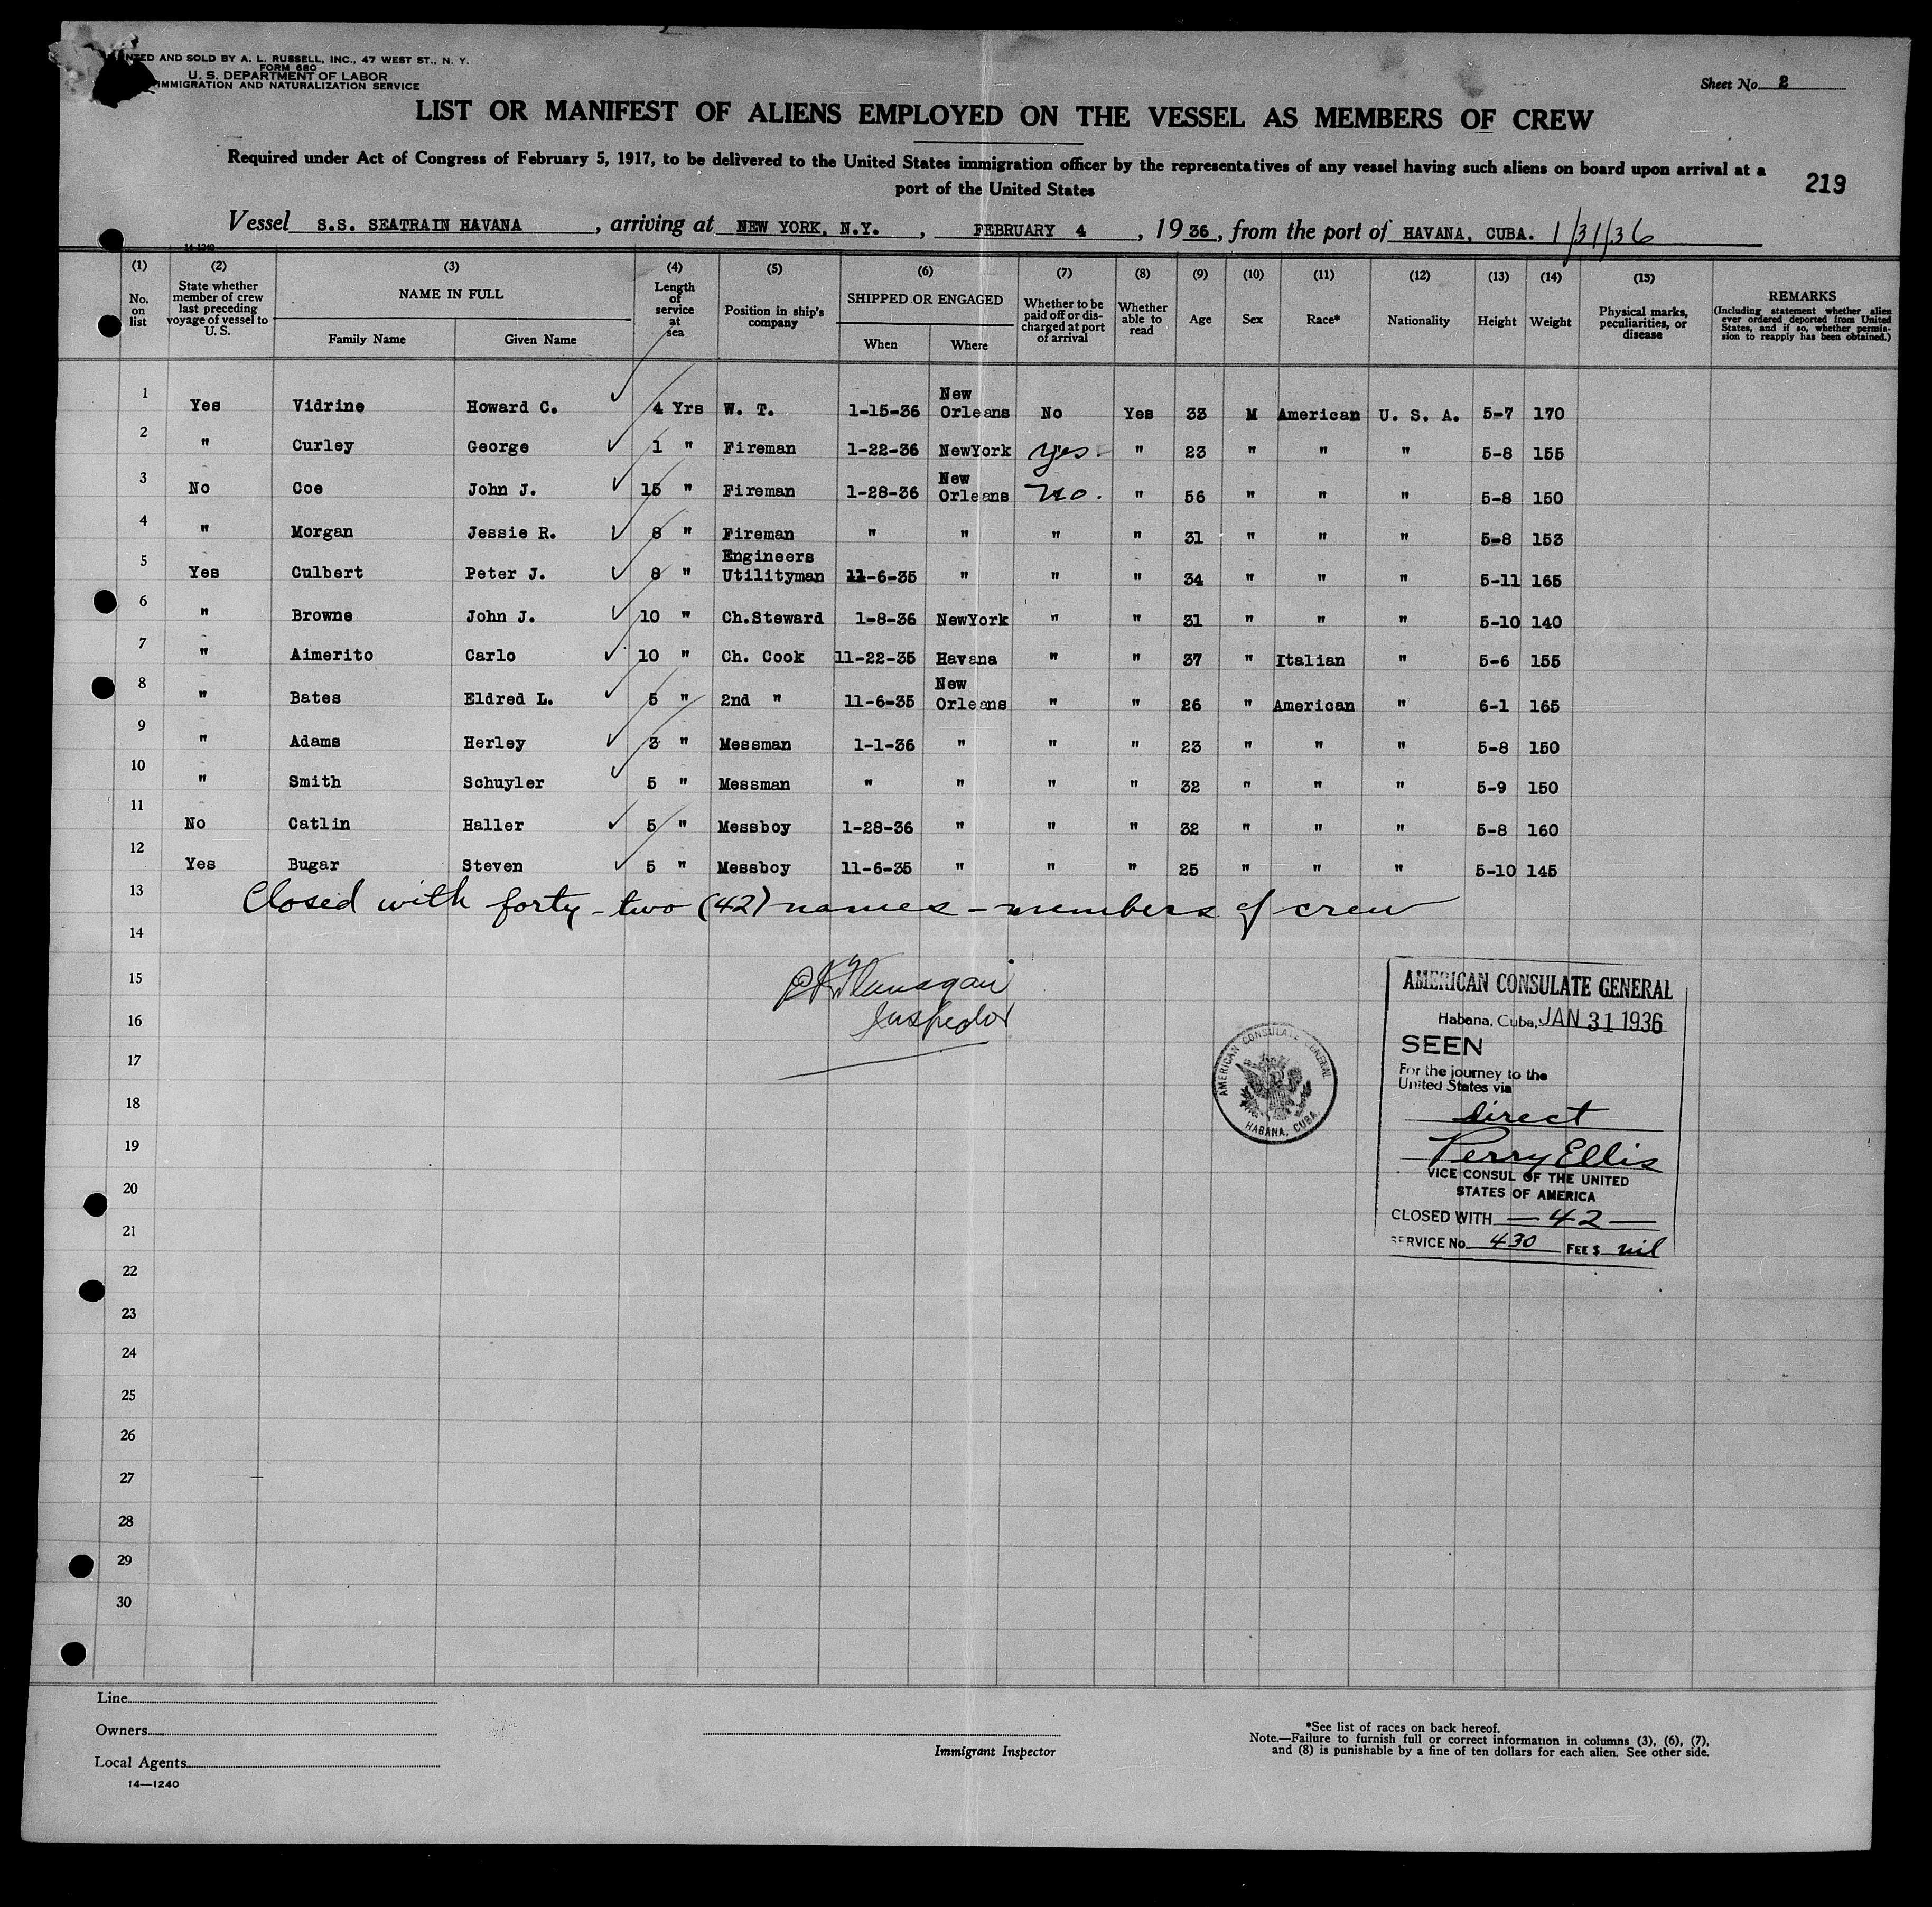 PRINTED AND SOLD BY A. L. RUSSELL, INC., 47 WEST ST., N. Y.
FORM 680
U. S. DEPARTMENT OF LABOR
IMMIGRATION AND NATURALIZATION SERVICE
Sheet No. 2
LIST OR MANIFEST OF ALIENS EMPLOYED ON THE VESSEL AS MEMBERS OF CREW
Required under Act of Congress of February 5, 1917, to be delivered to the United States immigration officer by the representatives of any vessel having such aliens on board upon arrival at a
port of the United States
219
Vessel S.S. SEATRAIN HAVANA, arriving at NEW YORK, N.Y., FEBRUARY 4, 1936, from the port of HAVANA, CUBA. 1/31/36
14-1240
(1) No. on list (2) State whether member of crew last preceding voyage of vessel to U. S. (3) NAME IN FULL Family Name Given Name (4) Length of service at sea (5) Position in ship's company (6) SHIPPED OR ENGAGED When Where (7) Whether to be paid off or discharged at port of arrival (8) Whether able to read (9) Age (10) Sex (11) Race* (12) Nationality (13) Height (14) Weight (15) Physical marks, peculiarities, or disease REMARKS (Including statement whether alien ever ordered deported from United States, and if so, whether permission to reapply has been obtained.)
1 Yes Vidrine Howard C. 4 Yrs W. T. 1-15-36 New Orleans No Yes 33 M American U. S. A. 5-7 170
2 " Curley George 1 " Fireman 1-22-36 NewYork Yes. " 23 " " " 5-8 155
3 No Coe John J. 15 " Fireman 1-28-36 New Orleans No. " 56 " " " 5-8 150
4 " Morgan Jessie R. 8 " Fireman " " " " 31 " " " 5-8 153
5 Yes Culbert Peter J. 8 " Engineers Utilityman 11-6-35 " " " 34 " " " 5-11 165
6 " Browne John J. 10 " Ch.Steward 1-8-36 NewYork " " 31 " " " 5-10 140
7 " Aimerito Carlo 10 " Ch. Cook 11-22-35 Havana " " 37 " Italian " 5-6 155
8 " Bates Eldred L. 5 " 2nd " 11-6-35 New Orleans " " 26 " American " 6-1 165
9 " Adams Herley 3 " Messman 1-1-36 " " " 23 " " " 5-8 150
10 " Smith Schuyler 5 " Messman " " " " 32 " " " 5-9 150
11 No Catlin Haller 5 " Messboy 1-28-36 " " " 32 " " " 5-8 160
12 Yes Bugar Steven 5 " Messboy 11-6-35 " " " 25 " " " 5-10 145
13
Closed with forty-two (42) names - members of crew
14
15
Flanagan
16
Inspector
17
18
19
20
21
22
23
24
25
26
27
28
29
30
AMERICAN CONSULATE GENERAL
HABANA, CUBA
AMERICAN CONSULATE GENERAL
Habana, Cuba, JAN 31 1936
SEEN
For the journey to the
United States via
direct
Perry Ellis
VICE CONSUL OF THE UNITED
STATES OF AMERICA
CLOSED WITH — 42 —
SERVICE No. 430 FEE $ nil
Line
Owners
Local Agents
14—1240
Immigrant Inspector
*See list of races on back hereof.
Note.—Failure to furnish full or correct information in columns (3), (6), (7),
and (8) is punishable by a fine of ten dollars for each alien. See other side.